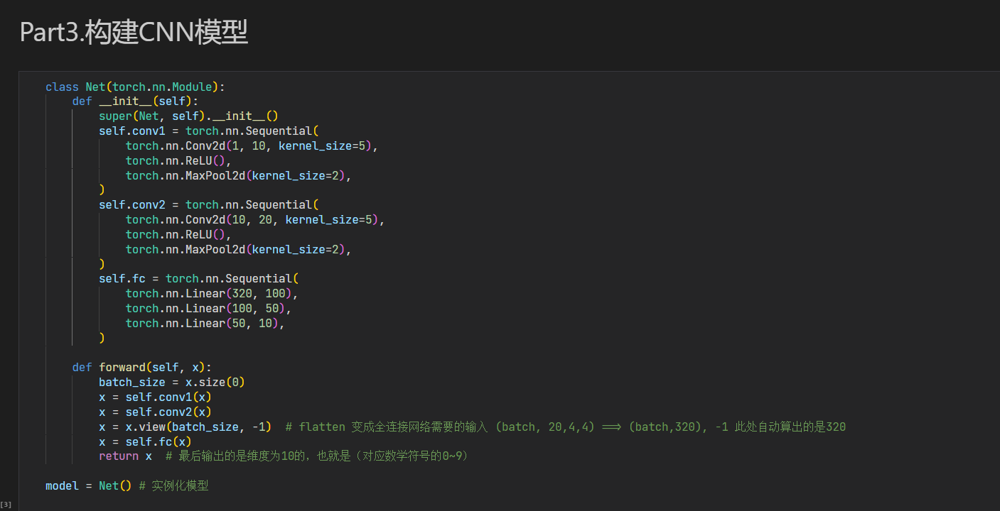 Part3.构建CNN模型
class Net(torch.nn.Module):
    def __init__(self):
        super(Net, self).__init__()
        self.conv1 = torch.nn.Sequential(
            torch.nn.Conv2d(1, 10, kernel_size=5),
            torch.nn.ReLU(),
            torch.nn.MaxPool2d(kernel_size=2),
        )
        self.conv2 = torch.nn.Sequential(
            torch.nn.Conv2d(10, 20, kernel_size=5),
            torch.nn.ReLU(),
            torch.nn.MaxPool2d(kernel_size=2),
        )
        self.fc = torch.nn.Sequential(
            torch.nn.Linear(320, 100),
            torch.nn.Linear(100, 50),
            torch.nn.Linear(50, 10),
        )
    def forward(self, x):
        batch_size = x.size(0)
        x = self.conv1(x)
        x = self.conv2(x)
        x = x.view(batch_size, -1)  # flatten 变成全连接网络需要的输入 (batch, 20,4,4) ==> (batch,320), -1 此处自动算出的是320
        x = self.fc(x)
        return x  # 最后输出的是维度为10的，也就是（对应数学符号的0~9）
model = Net() # 实例化模型
[3]